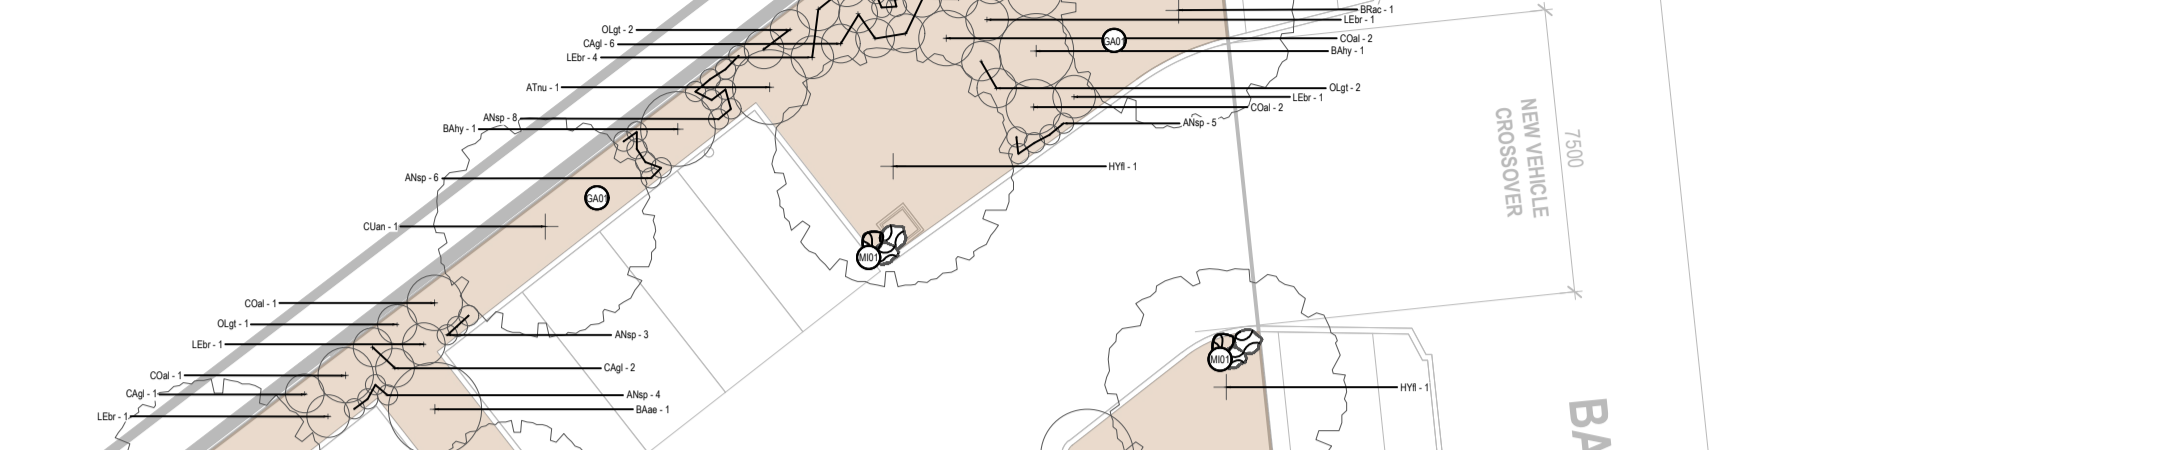 BRac - 1
LEbr - 1
OLgt - 2
COal - 2
GA01
CAgl - 6
BAhy - 1
LEbr - 4
ATnu - 1
OLgt - 2
LEbr - 1
COal - 2
ANsp - 8
ANsp - 5
BAhy - 1
NEW VEHICLE
CROSSOVER
7500
HYfl - 1
ANsp - 6
GA01
CUan - 1
MI01
COal - 1
OLgt - 1
ANsp - 3
LEbr - 1
MI01
CAgl - 2
COal - 1
HYfl - 1
CAgl - 1
ANsp - 4
BAae - 1
LEbr - 1
BA